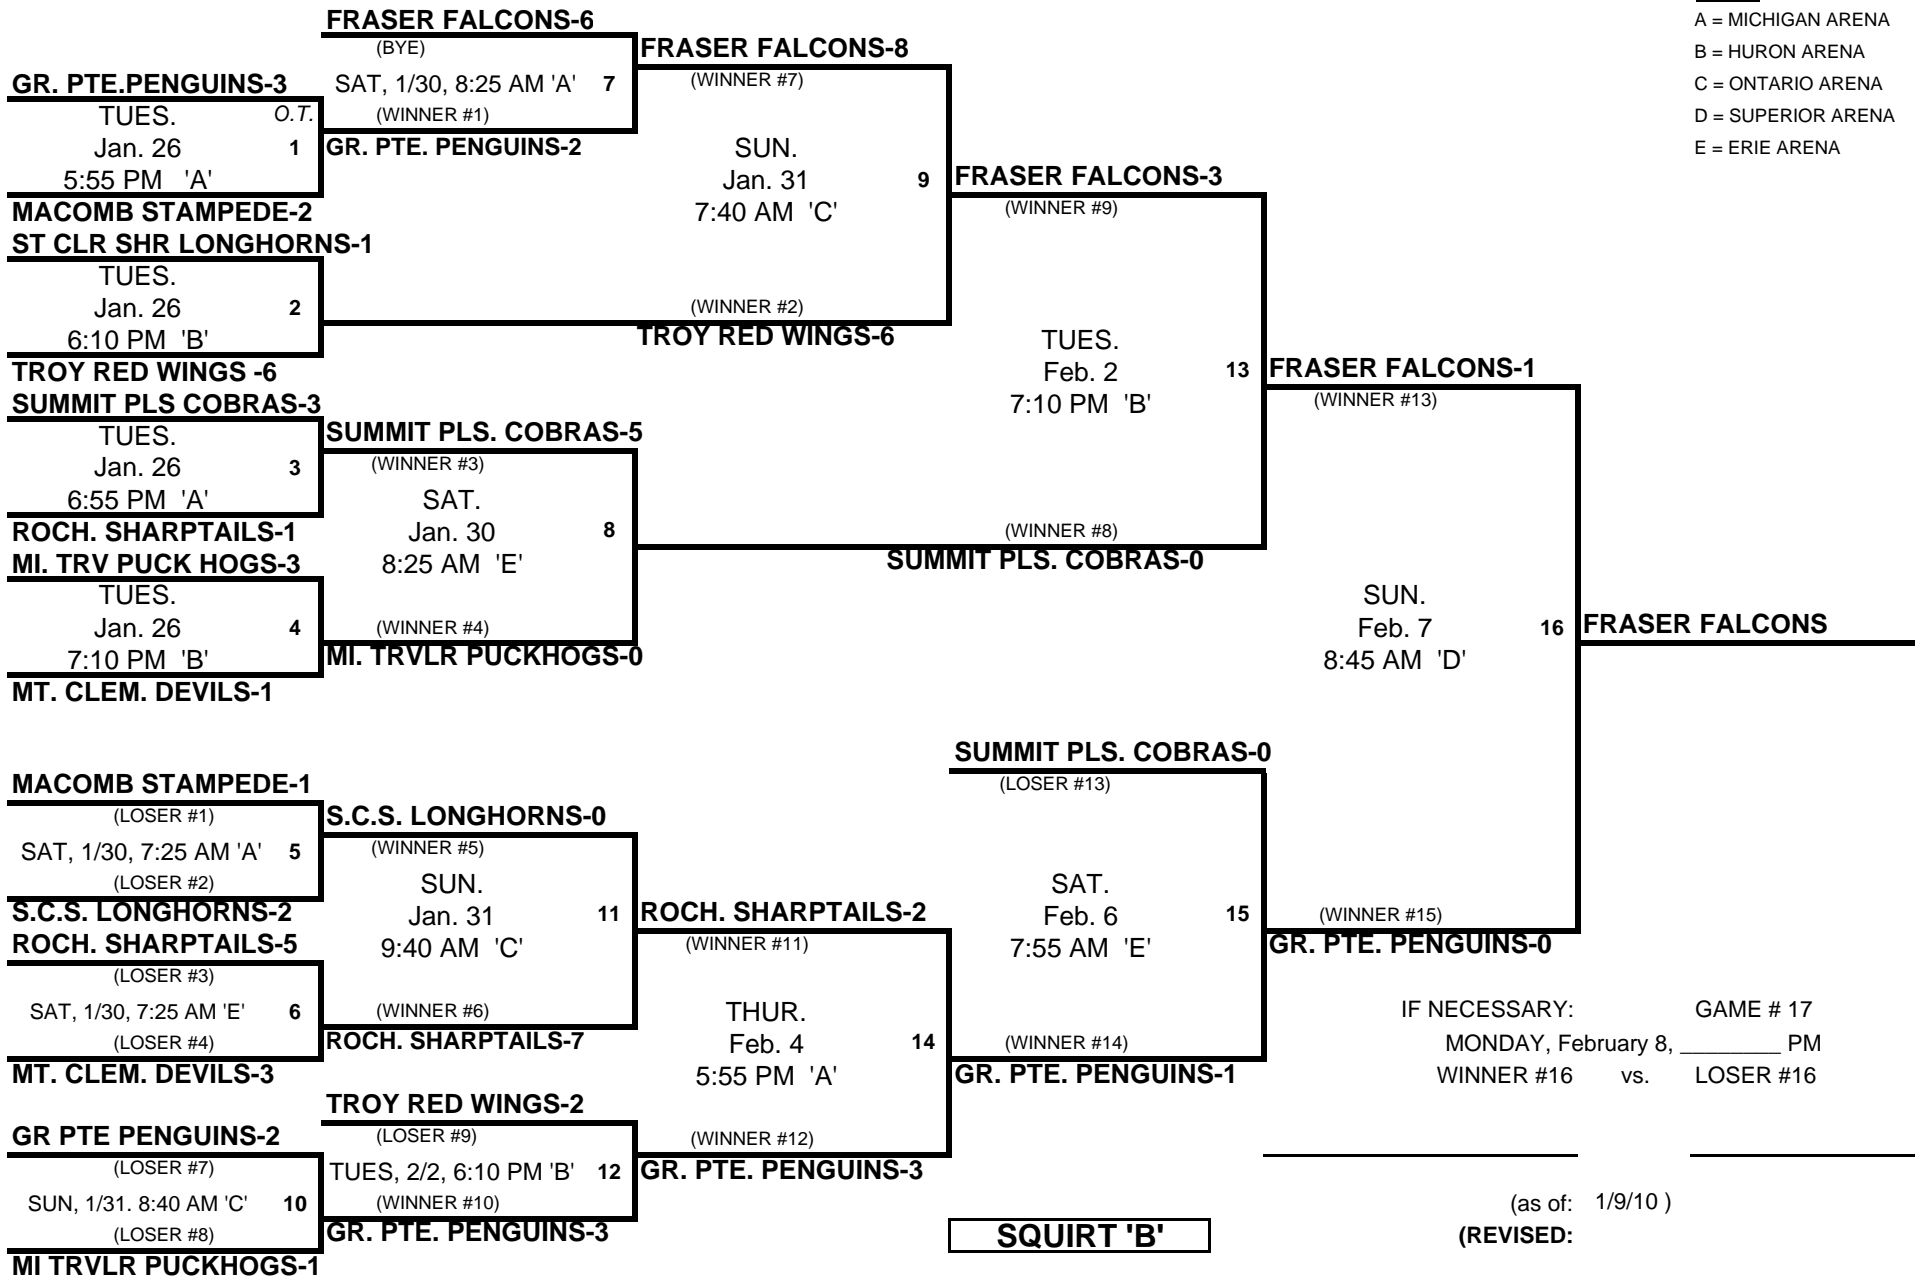 FRASER FALCONS-6
(BYE)
SAT, 1/30, 8:25 AM 'A' 7
(WINNER #1)
GR. PTE. PENGUINS-2
GR. PTE.PENGUINS-3
TUES. O.T.
Jan. 26 1
5:55 PM 'A'
MACOMB STAMPEDE-2
ST CLR SHR LONGHORNS-1
TUES.
Jan. 26 2
6:10 PM 'B'
TROY RED WINGS -6
SUMMIT PLS COBRAS-3
TUES.
Jan. 26 3
6:55 PM 'A'
ROCH. SHARPTAILS-1
MI. TRV PUCK HOGS-3
TUES.
Jan. 26 4
7:10 PM 'B'
MT. CLEM. DEVILS-1
SUMMIT PLS. COBRAS-5
(WINNER #3)
SAT.
Jan. 30 8
8:25 AM 'E'
(WINNER #4)
MI. TRVLR PUCKHOGS-0
FRASER FALCONS-8
(WINNER #7)
SUN.
Jan. 31 9
7:40 AM 'C'
(WINNER #2)
TROY RED WINGS-6
FRASER FALCONS-3
(WINNER #9)
TUES.
Feb. 2 13
7:10 PM 'B'
(WINNER #8)
SUMMIT PLS. COBRAS-0
FRASER FALCONS-1
(WINNER #13)
SUN.
Feb. 7 16
8:45 AM 'D'
FRASER FALCONS
(WINNER #15)
GR. PTE. PENGUINS-0
A = MICHIGAN ARENA
B = HURON ARENA
C = ONTARIO ARENA
D = SUPERIOR ARENA
E = ERIE ARENA
MACOMB STAMPEDE-1
(LOSER #1)
SAT, 1/30, 7:25 AM 'A' 5
(LOSER #2)
S.C.S. LONGHORNS-2
ROCH. SHARPTAILS-5
(LOSER #3)
SAT, 1/30, 7:25 AM 'E' 6
(LOSER #4)
MT. CLEM. DEVILS-3
GR PTE PENGUINS-2
(LOSER #7)
SUN, 1/31. 8:40 AM 'C' 10
(LOSER #8)
MI TRVLR PUCKHOGS-1
S.C.S. LONGHORNS-0
(WINNER #5)
SUN.
Jan. 31 11
9:40 AM 'C'
(WINNER #6)
ROCH. SHARPTAILS-7
TROY RED WINGS-2
(LOSER #9)
TUES, 2/2, 6:10 PM 'B' 12
(WINNER #10)
GR. PTE. PENGUINS-3
ROCH. SHARPTAILS-2
(WINNER #11)
THUR.
Feb. 4 14
5:55 PM 'A'
(WINNER #12)
GR. PTE. PENGUINS-3
SUMMIT PLS. COBRAS-0
(LOSER #13)
SAT.
Feb. 6 15
7:55 AM 'E'
(WINNER #14)
GR. PTE. PENGUINS-1
IF NECESSARY: GAME # 17
MONDAY, February 8, ________ PM
WINNER #16 vs. LOSER #16
(as of: 1/9/10 )
(REVISED:
SQUIRT 'B'